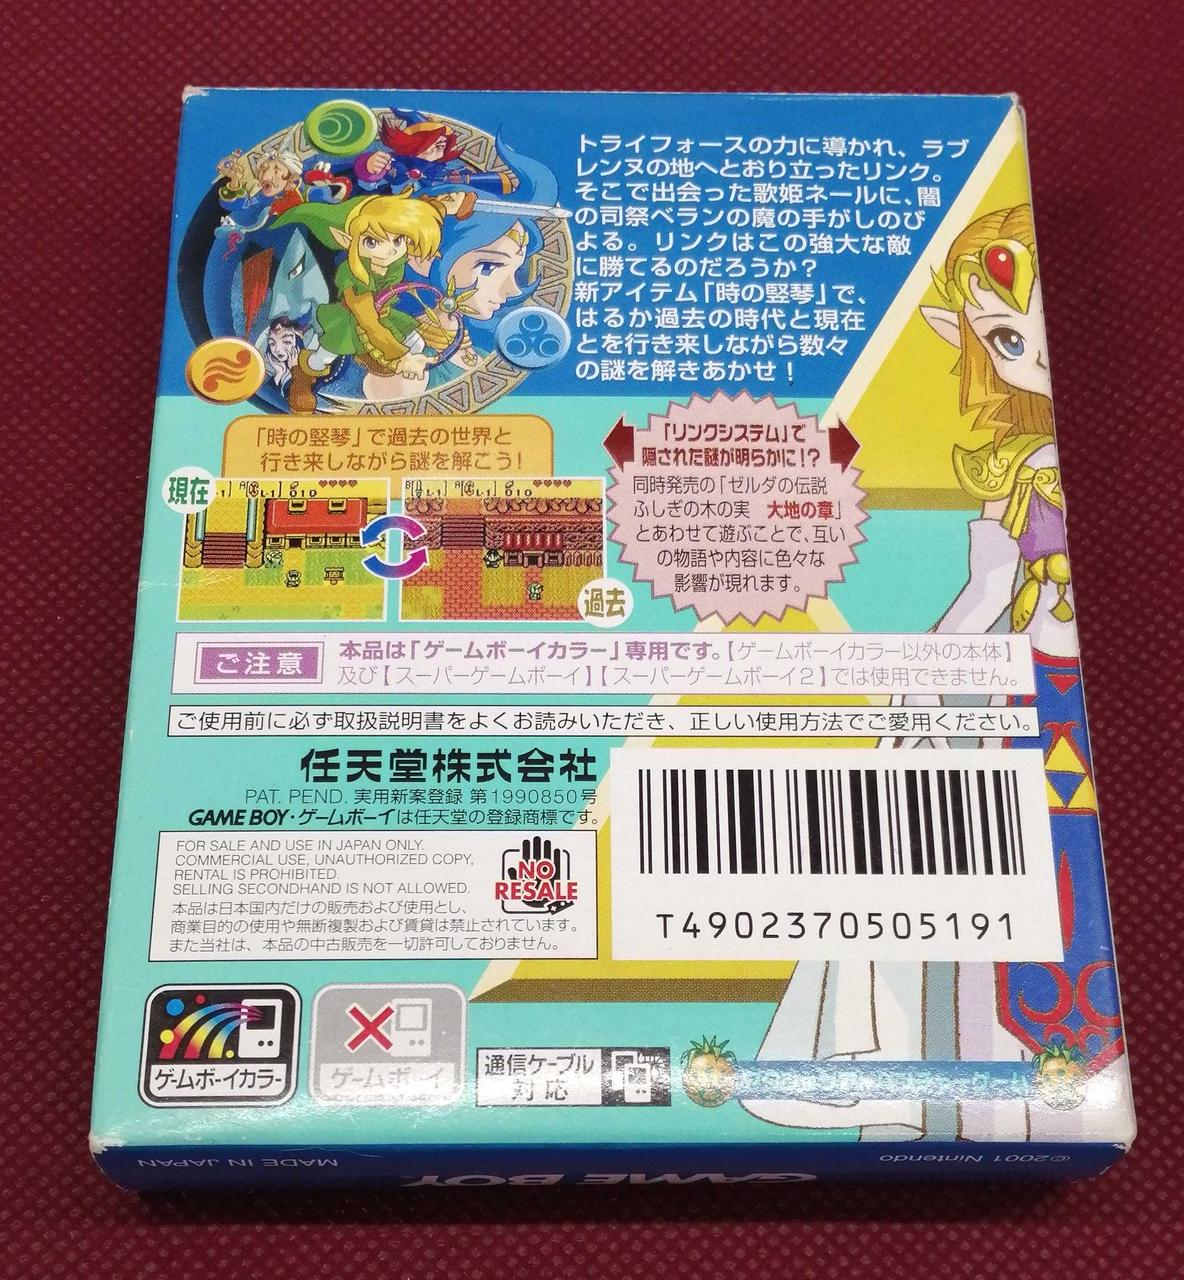 トライフォースの力に導かれ、ラブ
レンヌの地へとおり立ったリンク。
そこで出会った歌姫ネールに、闇
の司祭ベランの魔の手がしのび
よる。リンクはこの強大な敵
に勝てるのだろうか？
新アイテム「時の竪琴」で、
はるか過去の時代と現在
とを行き来しながら数々
の謎を解きあかせ！
「時の竪琴」で過去の世界と
行き来しながら謎を解こう！
現在
過去
「リンクシステム」で
隠された謎が明らかに！？
同時発売の「ゼルダの伝説
ふしぎの木の実 大地の章」
とあわせて遊ぶことで、互い
の物語や内容に色々な
影響が現れます。
ご注意
本品は「ゲームボーイカラー」専用です。【ゲームボーイカラー以外の本体】
及び【スーパーゲームボーイ】【スーパーゲームボーイ2】では使用できません。
ご使用前に必ず取扱説明書をよくお読みいただき、正しい使用方法でご愛用ください。
任天堂株式会社
PAT. PEND. 実用新案登録 第1990850号
GAME BOY・ゲームボーイは任天堂の登録商標です。
FOR SALE AND USE IN JAPAN ONLY.
COMMERCIAL USE, UNAUTHORIZED COPY,
RENTAL IS PROHIBITED.
SELLING SECONDHAND IS NOT ALLOWED.
本品は日本国内だけの販売および使用とし、
商業目的の使用や無断複製および賃貸は禁止されています。
また当社は、本品の中古販売を一切許可しておりません。
NO
RESALE
T4902370505191
ゲームボーイカラー
ゲームボーイ
通信ケーブル
対応
MADE IN JAPAN
GAME BOY
©2001 Nintendo